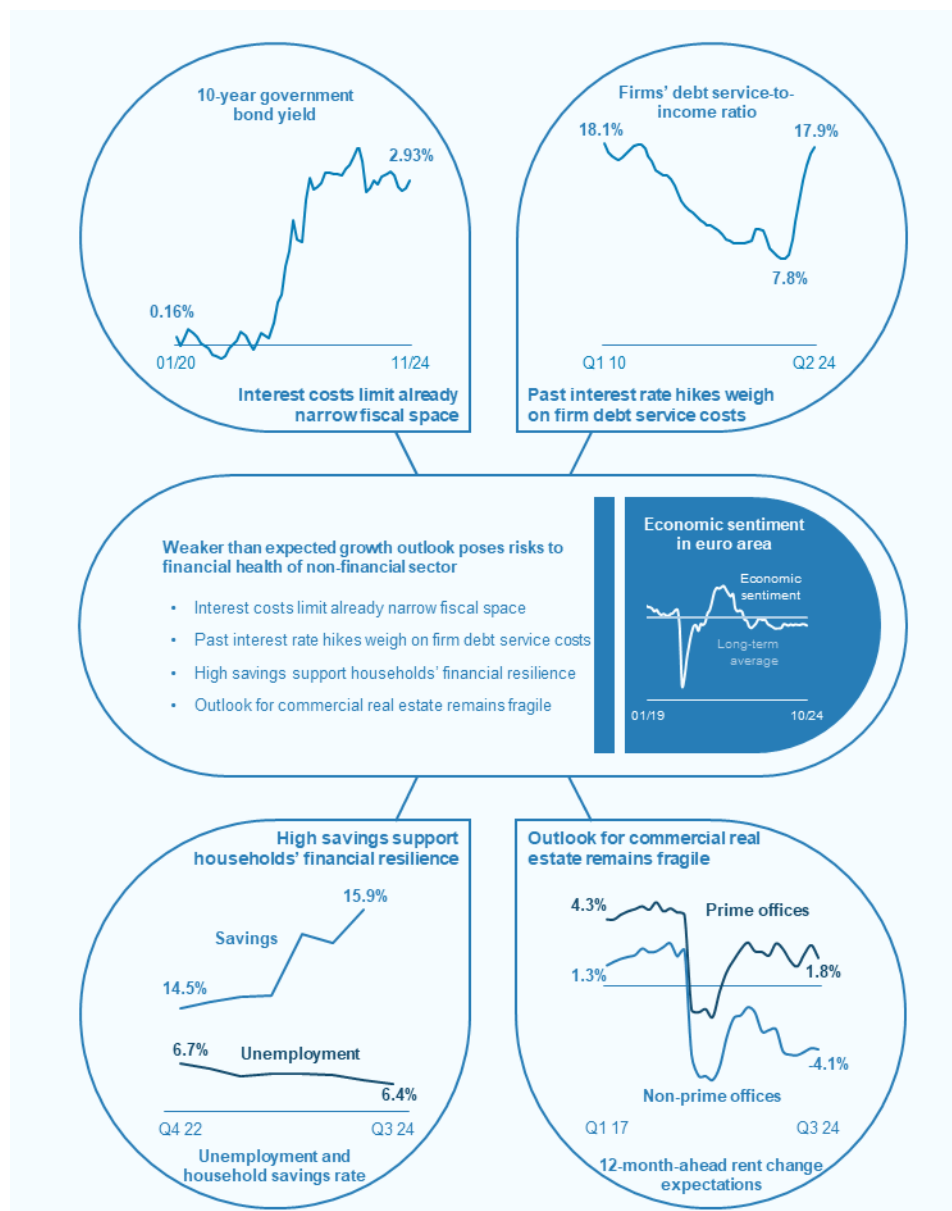 10-year government
bond yield
2.93%
0.16%
01/20
11/24
Interest costs limit already
narrow fiscal space
Firms' debt service-to-
income ratio
18.1%
17.9%
7.8%
Q1 10
Q2 24
Past interest rate hikes weigh
on firm debt service costs
Weaker than expected growth outlook poses risks to
financial health of non-financial sector
• Interest costs limit already narrow fiscal space
• Past interest rate hikes weigh on firm debt service costs
• High savings support households' financial resilience
• Outlook for commercial real estate remains fragile
Economic sentiment
in euro area
Economic
sentiment
Long-term
average
01/19
10/24
High savings support
households' financial resilience
15.9%
Savings
14.5%
6.7%
Unemployment
6.4%
Q4 22
Q3 24
Unemployment and
household savings rate
Outlook for commercial real
estate remains fragile
4.3%
Prime offices
1.3%
1.8%
-4.1%
Non-prime offices
Q1 17
Q3 24
12-month-ahead rent change
expectations